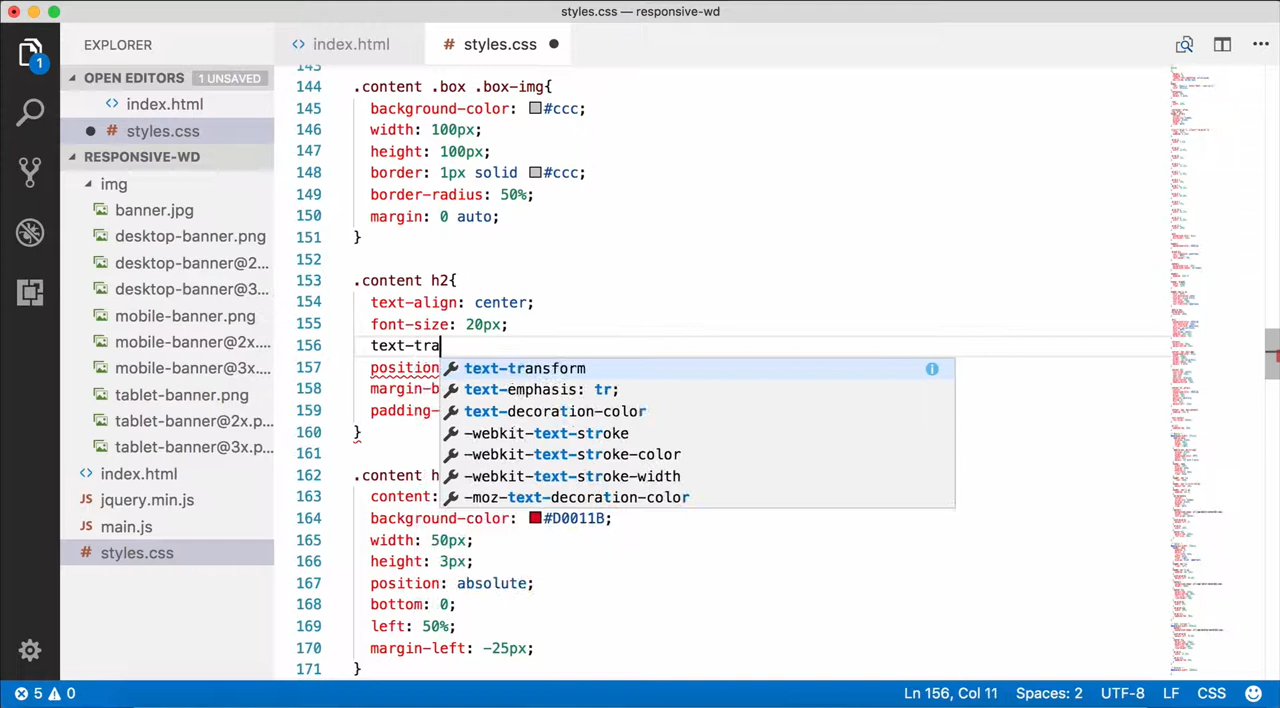 styles.css — responsive-wd
EXPLORER
index.html
styles.css
OPEN EDITORS 1 UNSAVED
index.html
styles.css
RESPONSIVE-WD
img
banner.jpg
desktop-banner.png
desktop-banner@2...
desktop-banner@3...
mobile-banner.png
mobile-banner@2x....
mobile-banner@3x....
tablet-banner.png
tablet-banner@2x.p...
tablet-banner@3x.p...
index.html
JS jquery.min.js
JS main.js
# styles.css
1
143
144 .content .box .box-img{
145 background-color: #ccc;
146 width: 100px;
147 height: 100px;
148 border: 1px solid #ccc;
149 border-radius: 50%;
150 margin: 0 auto;
151 }
152
153 .content h2{
154 text-align: center;
155 font-size: 20px;
156 text-tra
157 position
158 margin-b
159 padding-
160 }
161
162 .content h
163 content:
164 background-color: #D0011B;
165 width: 50px;
166 height: 3px;
167 position: absolute;
168 bottom: 0;
169 left: 50%;
170 margin-left: -25px;
171 }
text-transform
text-emphasis: tr;
text-decoration-color
-webkit-text-stroke
-webkit-text-stroke-color
-webkit-text-stroke-width
-moz-text-decoration-color
5 0
Ln 156, Col 11 Spaces: 2 UTF-8 LF CSS